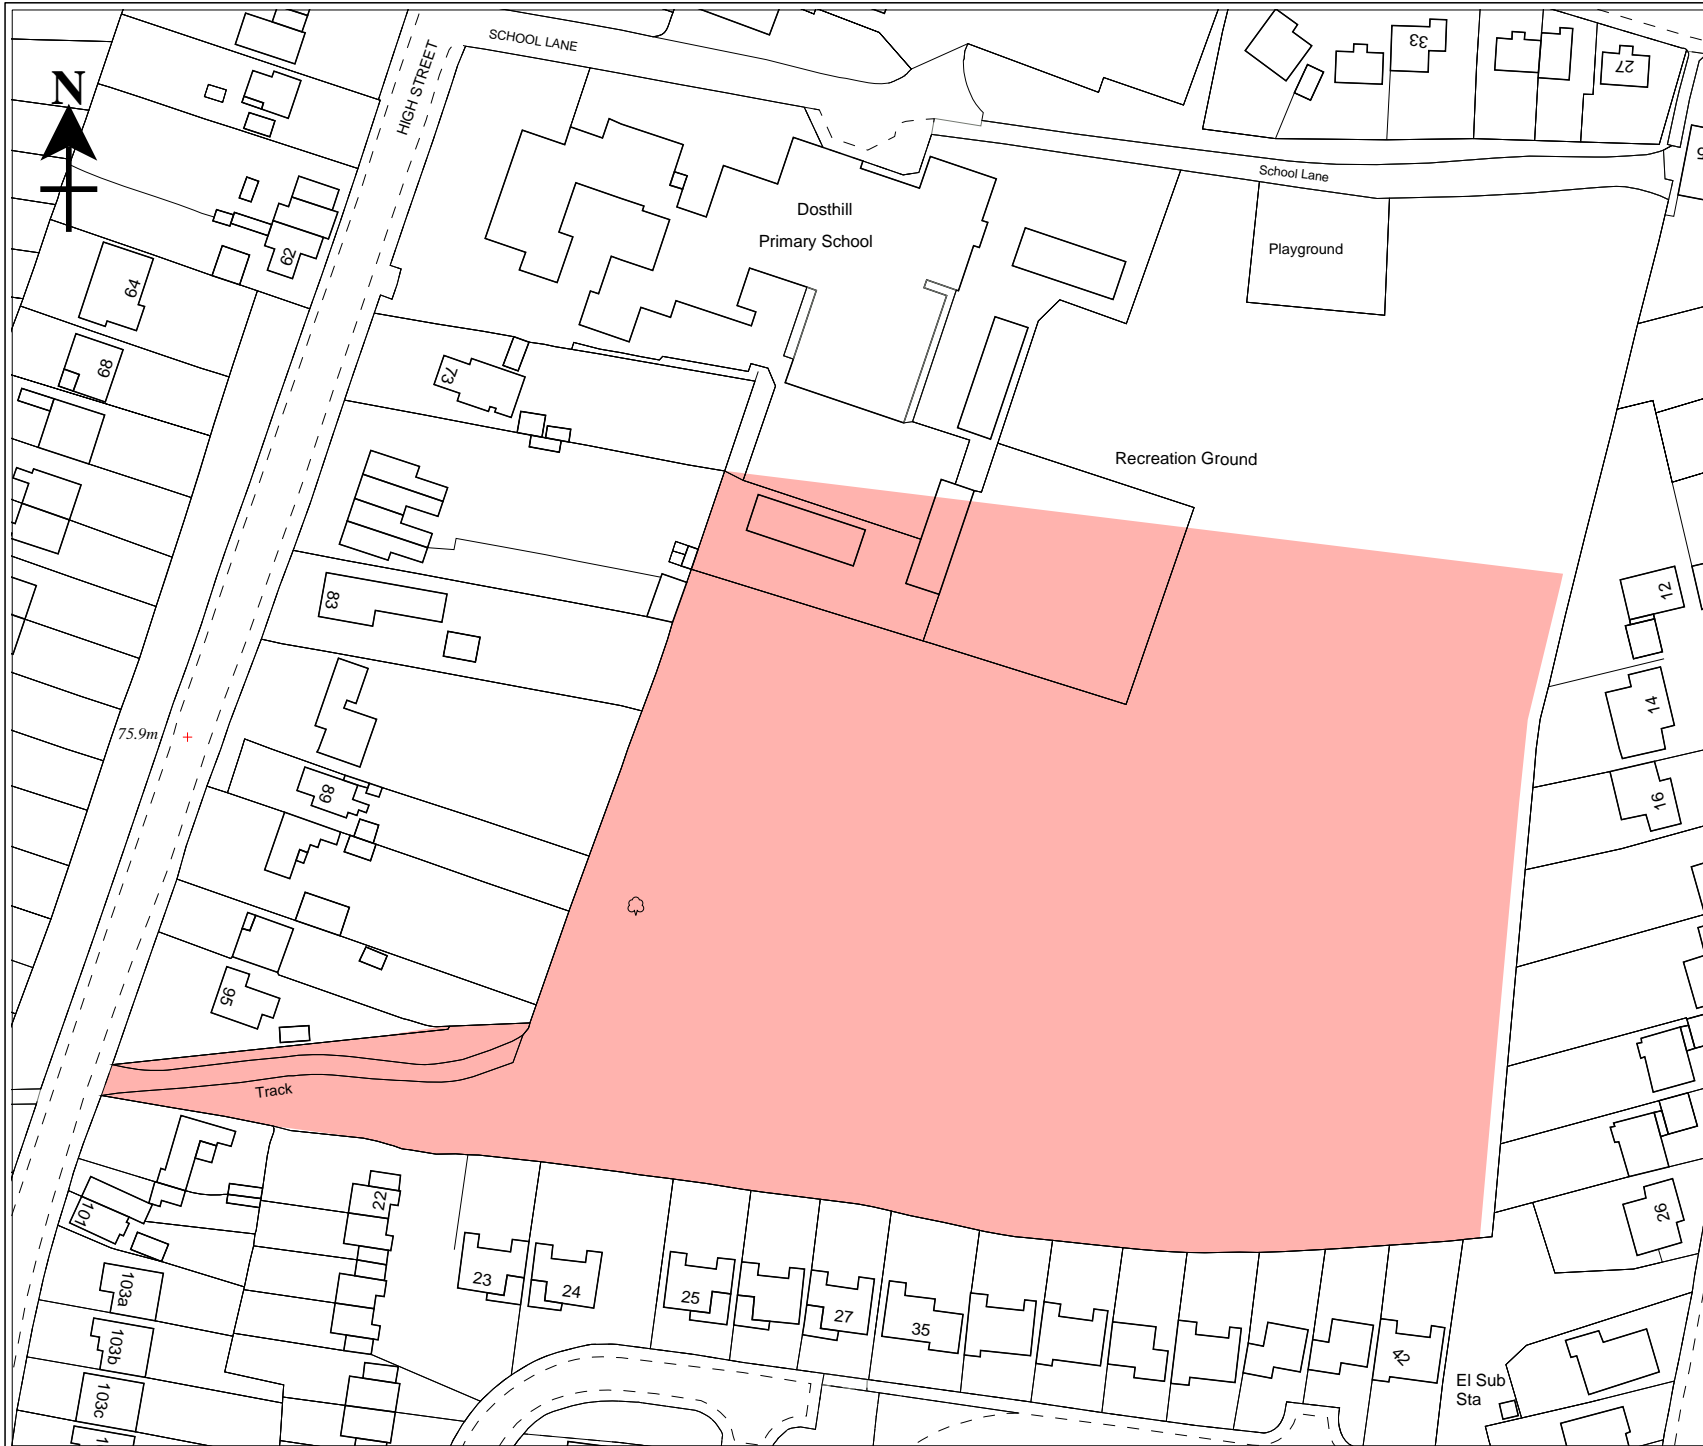 SCHOOL LANE
HIGH STREET
33
27
N
School Lane
Dosthill
Primary School
Playground
62
64
68
73
Recreation Ground
83
12
14
75.9m
89
16
95
Track
22
101
26
23
24
25
27
35
42
103a
103b
103c
El Sub
Sta